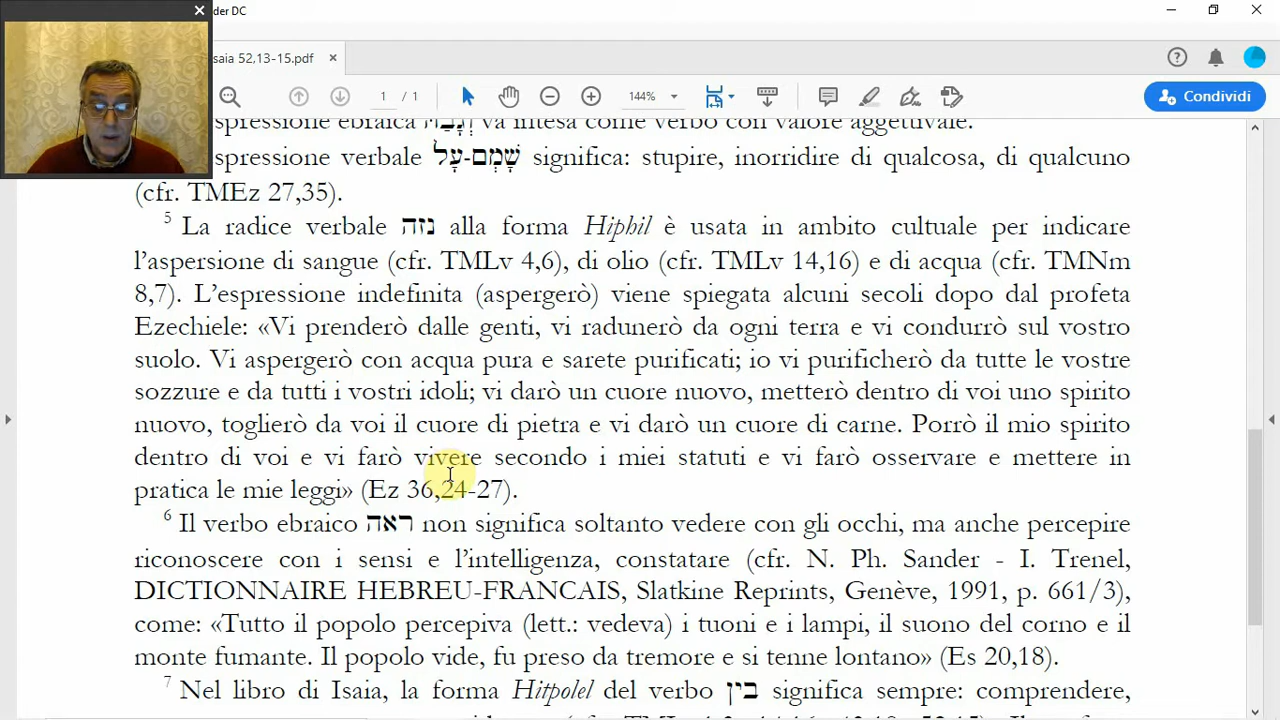 der DC
saia 52,13-15.pdf
1 / 1
144%
Condividi
spressione ebraica וְגָבַהּ va intesa come verbo con valore aggettuvale.
spressione verbale שָׁמְם-עָל significa: stupire, inorridire di qualcosa, di qualcuno
(cfr. TMEz 27,35).
5 La radice verbale נזה alla forma Hiphil è usata in ambito cultuale per indicare
l’aspersione di sangue (cfr. TMLv 4,6), di olio (cfr. TMLv 14,16) e di acqua (cfr. TMNm
8,7). L’espressione indefinita (aspergerò) viene spiegata alcuni secoli dopo dal profeta
Ezechiele: «Vi prenderò dalle genti, vi radunerò da ogni terra e vi condurrò sul vostro
suolo. Vi aspergerò con acqua pura e sarete purificati; io vi purificherò da tutte le vostre
sozzure e da tutti i vostri idoli; vi darò un cuore nuovo, metterò dentro di voi uno spirito
nuovo, toglierò da voi il cuore di pietra e vi darò un cuore di carne. Porrò il mio spirito
dentro di voi e vi farò vivere secondo i miei statuti e vi farò osservare e mettere in
pratica le mie leggi» (Ez 36,24-27).
6 Il verbo ebraico ראה non significa soltanto vedere con gli occhi, ma anche percepire
riconoscere con i sensi e l’intelligenza, constatare (cfr. N. Ph. Sander - I. Trenel,
DICTIONNAIRE HEBREU-FRANCAIS, Slatkine Reprints, Genève, 1991, p. 661/3),
come: «Tutto il popolo percepiva (lett.: vedeva) i tuoni e i lampi, il suono del corno e il
monte fumante. Il popolo vide, fu preso da tremore e si tenne lontano» (Es 20,18).
7 Nel libro di Isaia, la forma Hitpolel del verbo בין significa sempre: comprendere,